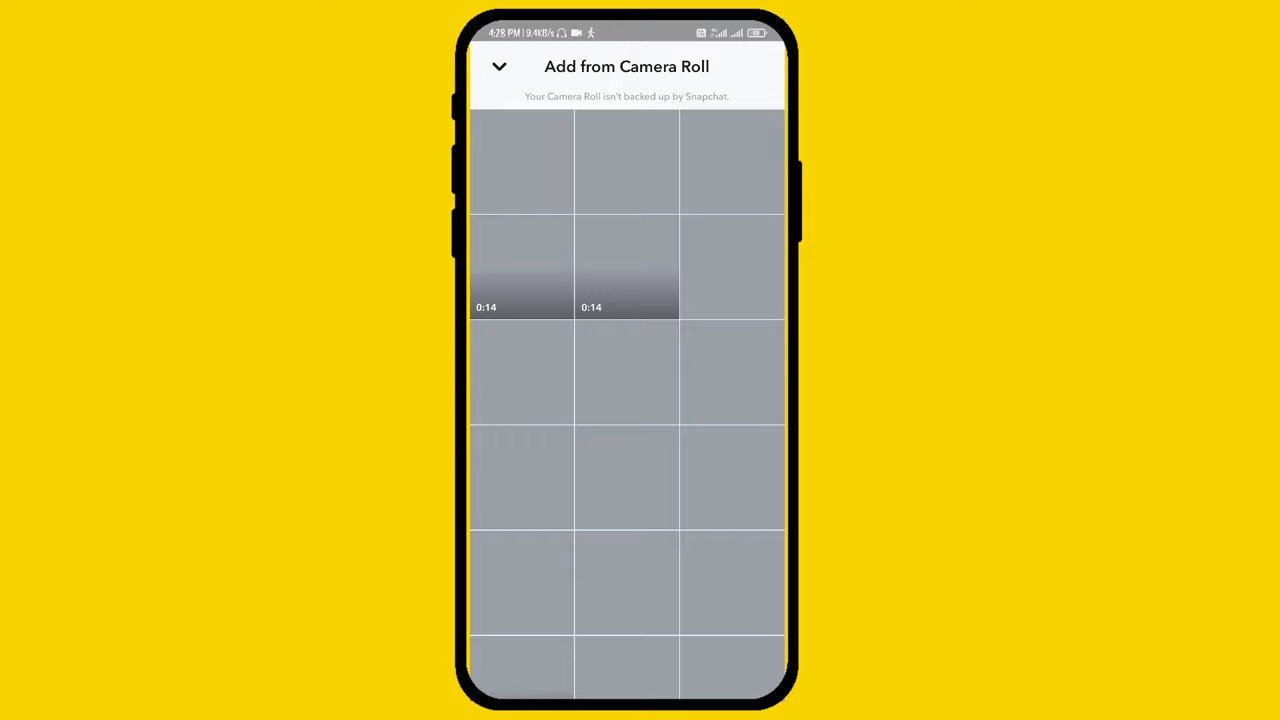 4:28 PM | 9.4KB/s
Add from Camera Roll
Your Camera Roll isn't backed up by Snapchat.
0:14 0:14